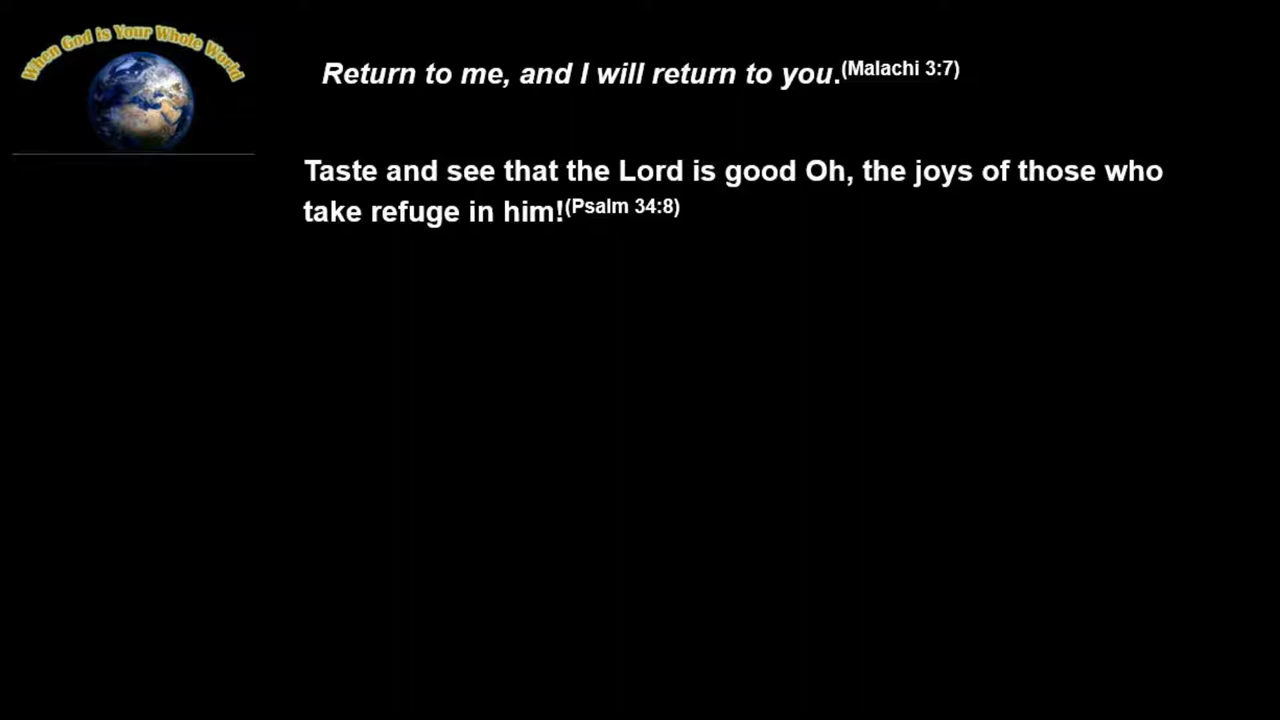 When God is Your Whole World
Return to me, and I will return to you.(Malachi 3:7)
Taste and see that the Lord is good Oh, the joys of those who
take refuge in him!(Psalm 34:8)